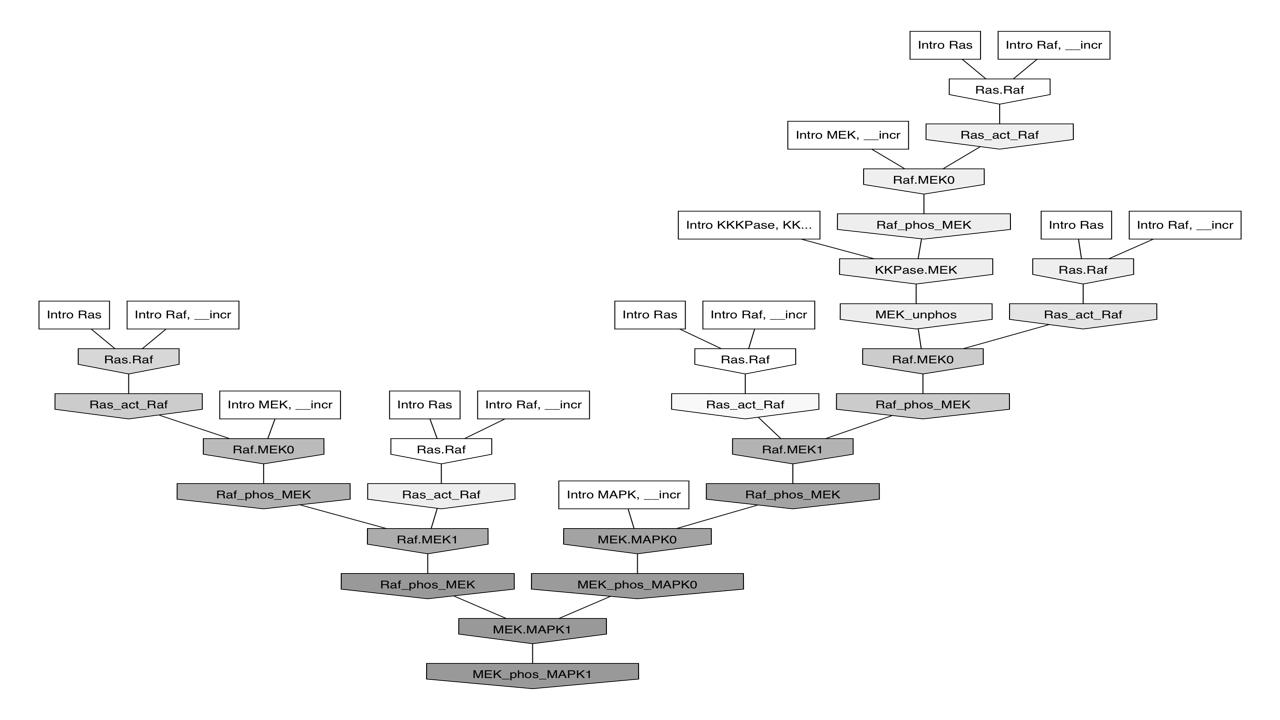 Intro Ras
Intro Raf, __incr
Ras.Raf
Intro MEK, __incr
Ras_act_Raf
Raf.MEK0
Intro KKKPase, KK...
Raf_phos_MEK
Intro Ras
Intro Raf, __incr
KKPase.MEK
Ras.Raf
Intro Ras
Intro Raf, __incr
Intro Ras
Intro Raf, __incr
MEK_unphos
Ras_act_Raf
Ras.Raf
Ras.Raf
Raf.MEK0
Ras_act_Raf
Intro MEK, __incr
Intro Ras
Intro Raf, __incr
Ras_act_Raf
Raf_phos_MEK
Raf.MEK0
Ras.Raf
Raf.MEK1
Raf_phos_MEK
Ras_act_Raf
Intro MAPK, __incr
Raf_phos_MEK
Raf.MEK1
MEK.MAPK0
Raf_phos_MEK
MEK_phos_MAPK0
MEK.MAPK1
MEK_phos_MAPK1